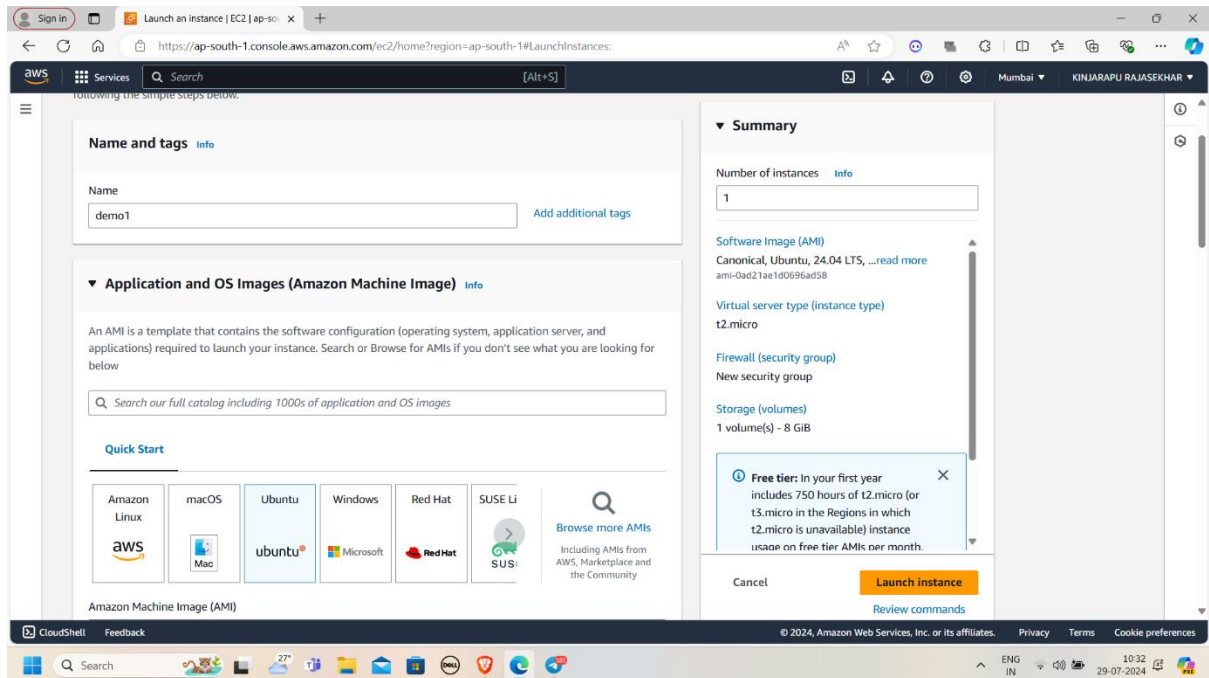 Sign in
Launch an instance | EC2 | ap-so
https://ap-south-1.console.aws.amazon.com/ec2/home?region=ap-south-1#LaunchInstances:
aws
Services
Search
[Alt+S]
Mumbai
KINJARAPU RAJASEKHAR
following the simple steps below.
Name and tags Info
Name
demo1
Add additional tags
Application and OS Images (Amazon Machine Image) Info
An AMI is a template that contains the software configuration (operating system, application server, and
applications) required to launch your instance. Search or Browse for AMIs if you don't see what you are looking for
below
Search our full catalog including 1000s of application and OS images
Quick Start
Amazon
Linux
aws
macOS
Mac
Ubuntu
ubuntu
Windows
Microsoft
Red Hat
Red Hat
SUSE Li
SUS
Browse more AMIs
Including AMIs from
AWS, Marketplace and
the Community
Amazon Machine Image (AMI)
Summary
Number of instances Info
1
Software Image (AMI)
Canonical, Ubuntu, 24.04 LTS, ...read more
ami-0ad21ae1d0696ad58
Virtual server type (instance type)
t2.micro
Firewall (security group)
New security group
Storage (volumes)
1 volume(s) - 8 GiB
Free tier: In your first year
includes 750 hours of t2.micro (or
t3.micro in the Regions in which
t2.micro is unavailable) instance
usage on free tier AMIs per month,
Cancel
Launch instance
Review commands
CloudShell
Feedback
© 2024, Amazon Web Services, Inc. or its affiliates.
Privacy
Terms
Cookie preferences
Search
27°
DELL
ENG
IN
10:32
29-07-2024
PRE